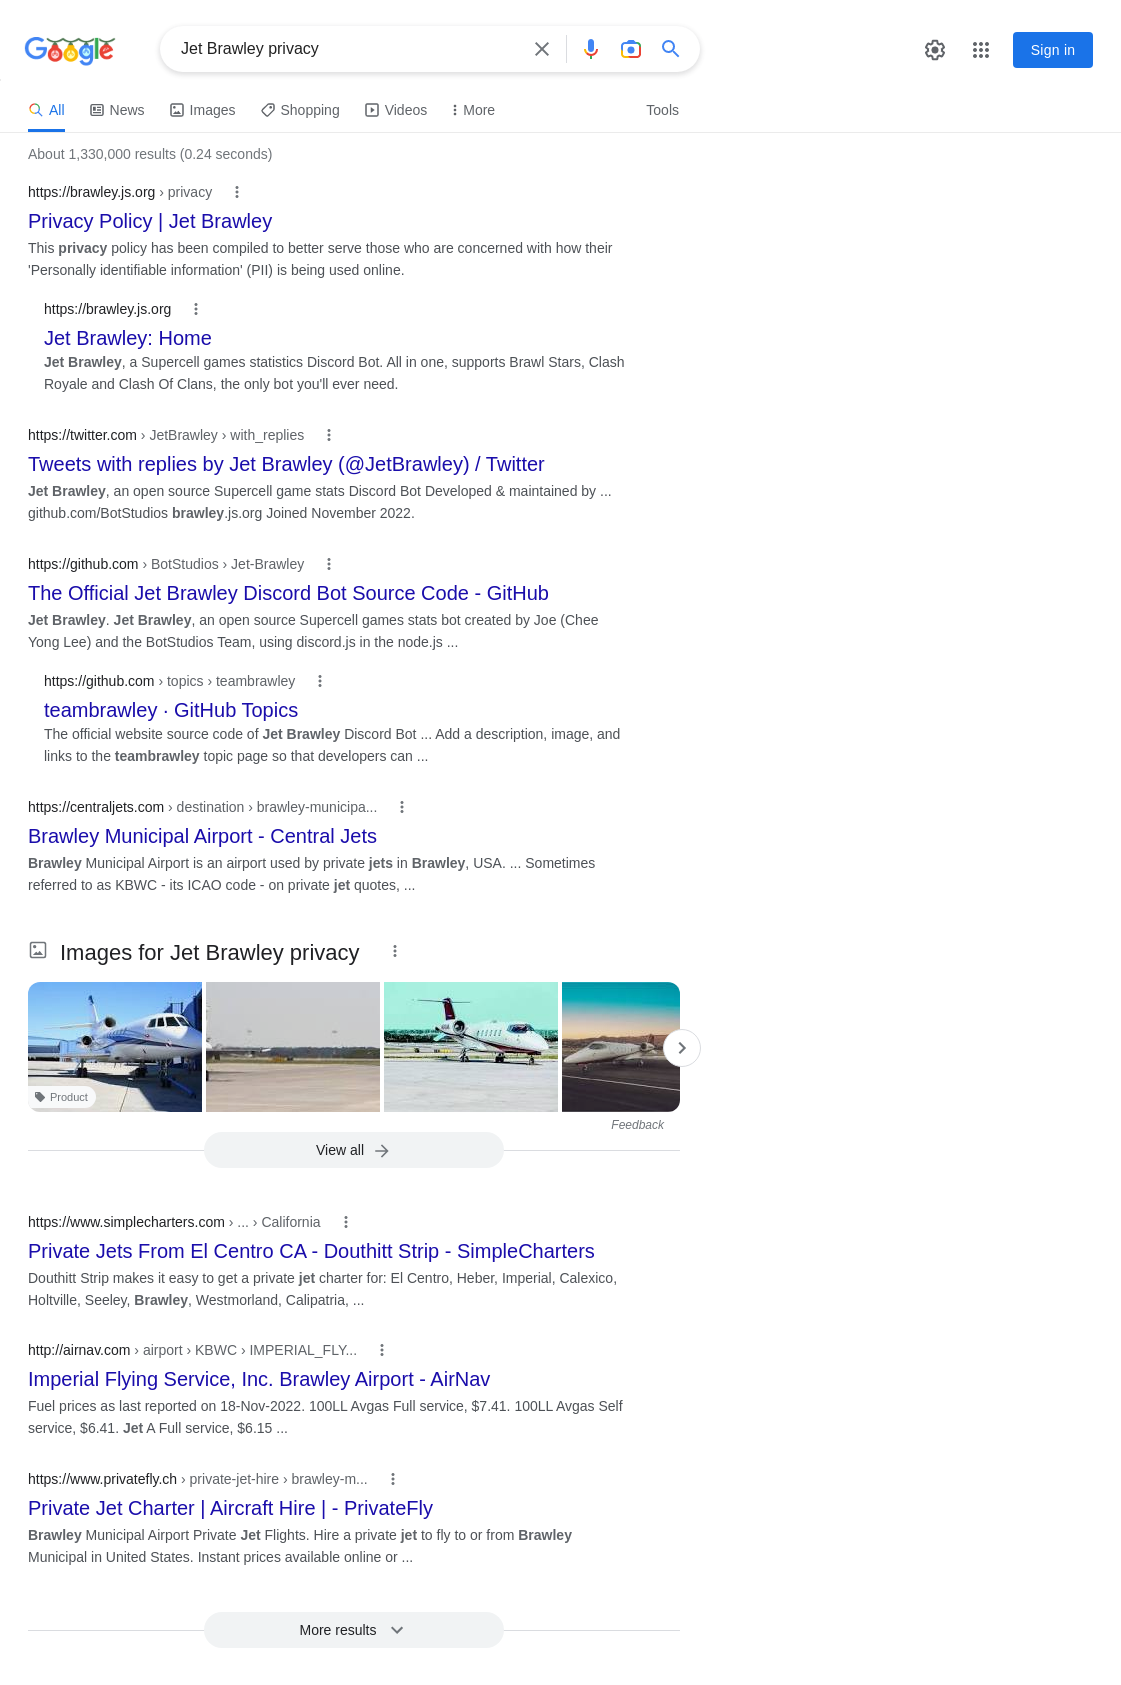 Google
Jet Brawley privacy
Sign in
All
News
Images
Shopping
Videos
More
Tools
About 1,330,000 results (0.24 seconds)
https://brawley.js.org › privacy
Privacy Policy | Jet Brawley
This privacy policy has been compiled to better serve those who are concerned with how their
'Personally identifiable information' (PII) is being used online.
https://brawley.js.org
Jet Brawley: Home
Jet Brawley, a Supercell games statistics Discord Bot. All in one, supports Brawl Stars, Clash
Royale and Clash Of Clans, the only bot you'll ever need.
https://twitter.com › JetBrawley › with_replies
Tweets with replies by Jet Brawley (@JetBrawley) / Twitter
Jet Brawley, an open source Supercell game stats Discord Bot Developed & maintained by ...
github.com/BotStudios brawley.js.org Joined November 2022.
https://github.com › BotStudios › Jet-Brawley
The Official Jet Brawley Discord Bot Source Code - GitHub
Jet Brawley. Jet Brawley, an open source Supercell games stats bot created by Joe (Chee
Yong Lee) and the BotStudios Team, using discord.js in the node.js ...
https://github.com › topics › teambrawley
teambrawley · GitHub Topics
The official website source code of Jet Brawley Discord Bot ... Add a description, image, and
links to the teambrawley topic page so that developers can ...
https://centraljets.com › destination › brawley-municipa...
Brawley Municipal Airport - Central Jets
Brawley Municipal Airport is an airport used by private jets in Brawley, USA. ... Sometimes
referred to as KBWC - its ICAO code - on private jet quotes, ...
Images for Jet Brawley privacy
Product
Feedback
View all
https://www.simplecharters.com › ... › California
Private Jets From El Centro CA - Douthitt Strip - SimpleCharters
Douthitt Strip makes it easy to get a private jet charter for: El Centro, Heber, Imperial, Calexico,
Holtville, Seeley, Brawley, Westmorland, Calipatria, ...
http://airnav.com › airport › KBWC › IMPERIAL_FLY...
Imperial Flying Service, Inc. Brawley Airport - AirNav
Fuel prices as last reported on 18-Nov-2022. 100LL Avgas Full service, $7.41. 100LL Avgas Self
service, $6.41. Jet A Full service, $6.15 ...
https://www.privatefly.ch › private-jet-hire › brawley-m...
Private Jet Charter | Aircraft Hire | - PrivateFly
Brawley Municipal Airport Private Jet Flights. Hire a private jet to fly to or from Brawley
Municipal in United States. Instant prices available online or ...
More results